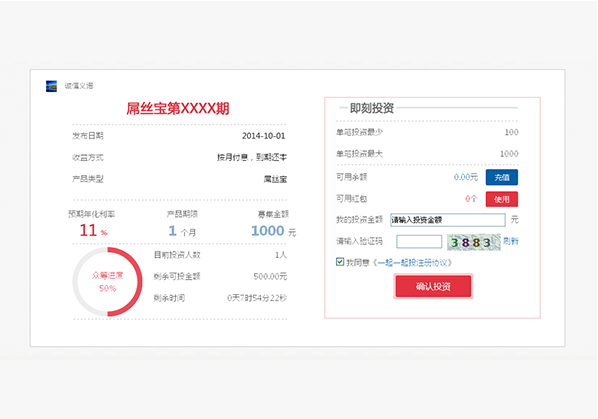 诚信义诺
屌丝宝第XXXX期
发布日期 2014-10-01
收益方式 按月付息，到期还本
产品类型 屌丝宝
预期年化利率 产品期限 募集金额
11 % 1 个月 1000 元
众筹进度
50%
目前投资人数 1人
剩余可投金额 500.00元
剩余时间 0天7时54分22秒
即刻投资
单笔投资最少 100
单笔投资最大 1000
可用余额 0.00元 充值
可用红包 0个 使用
我的投资金额 请输入投资金额 元
请输入验证码 3883 刷新
我同意《一起一起投注册协议》
确认投资